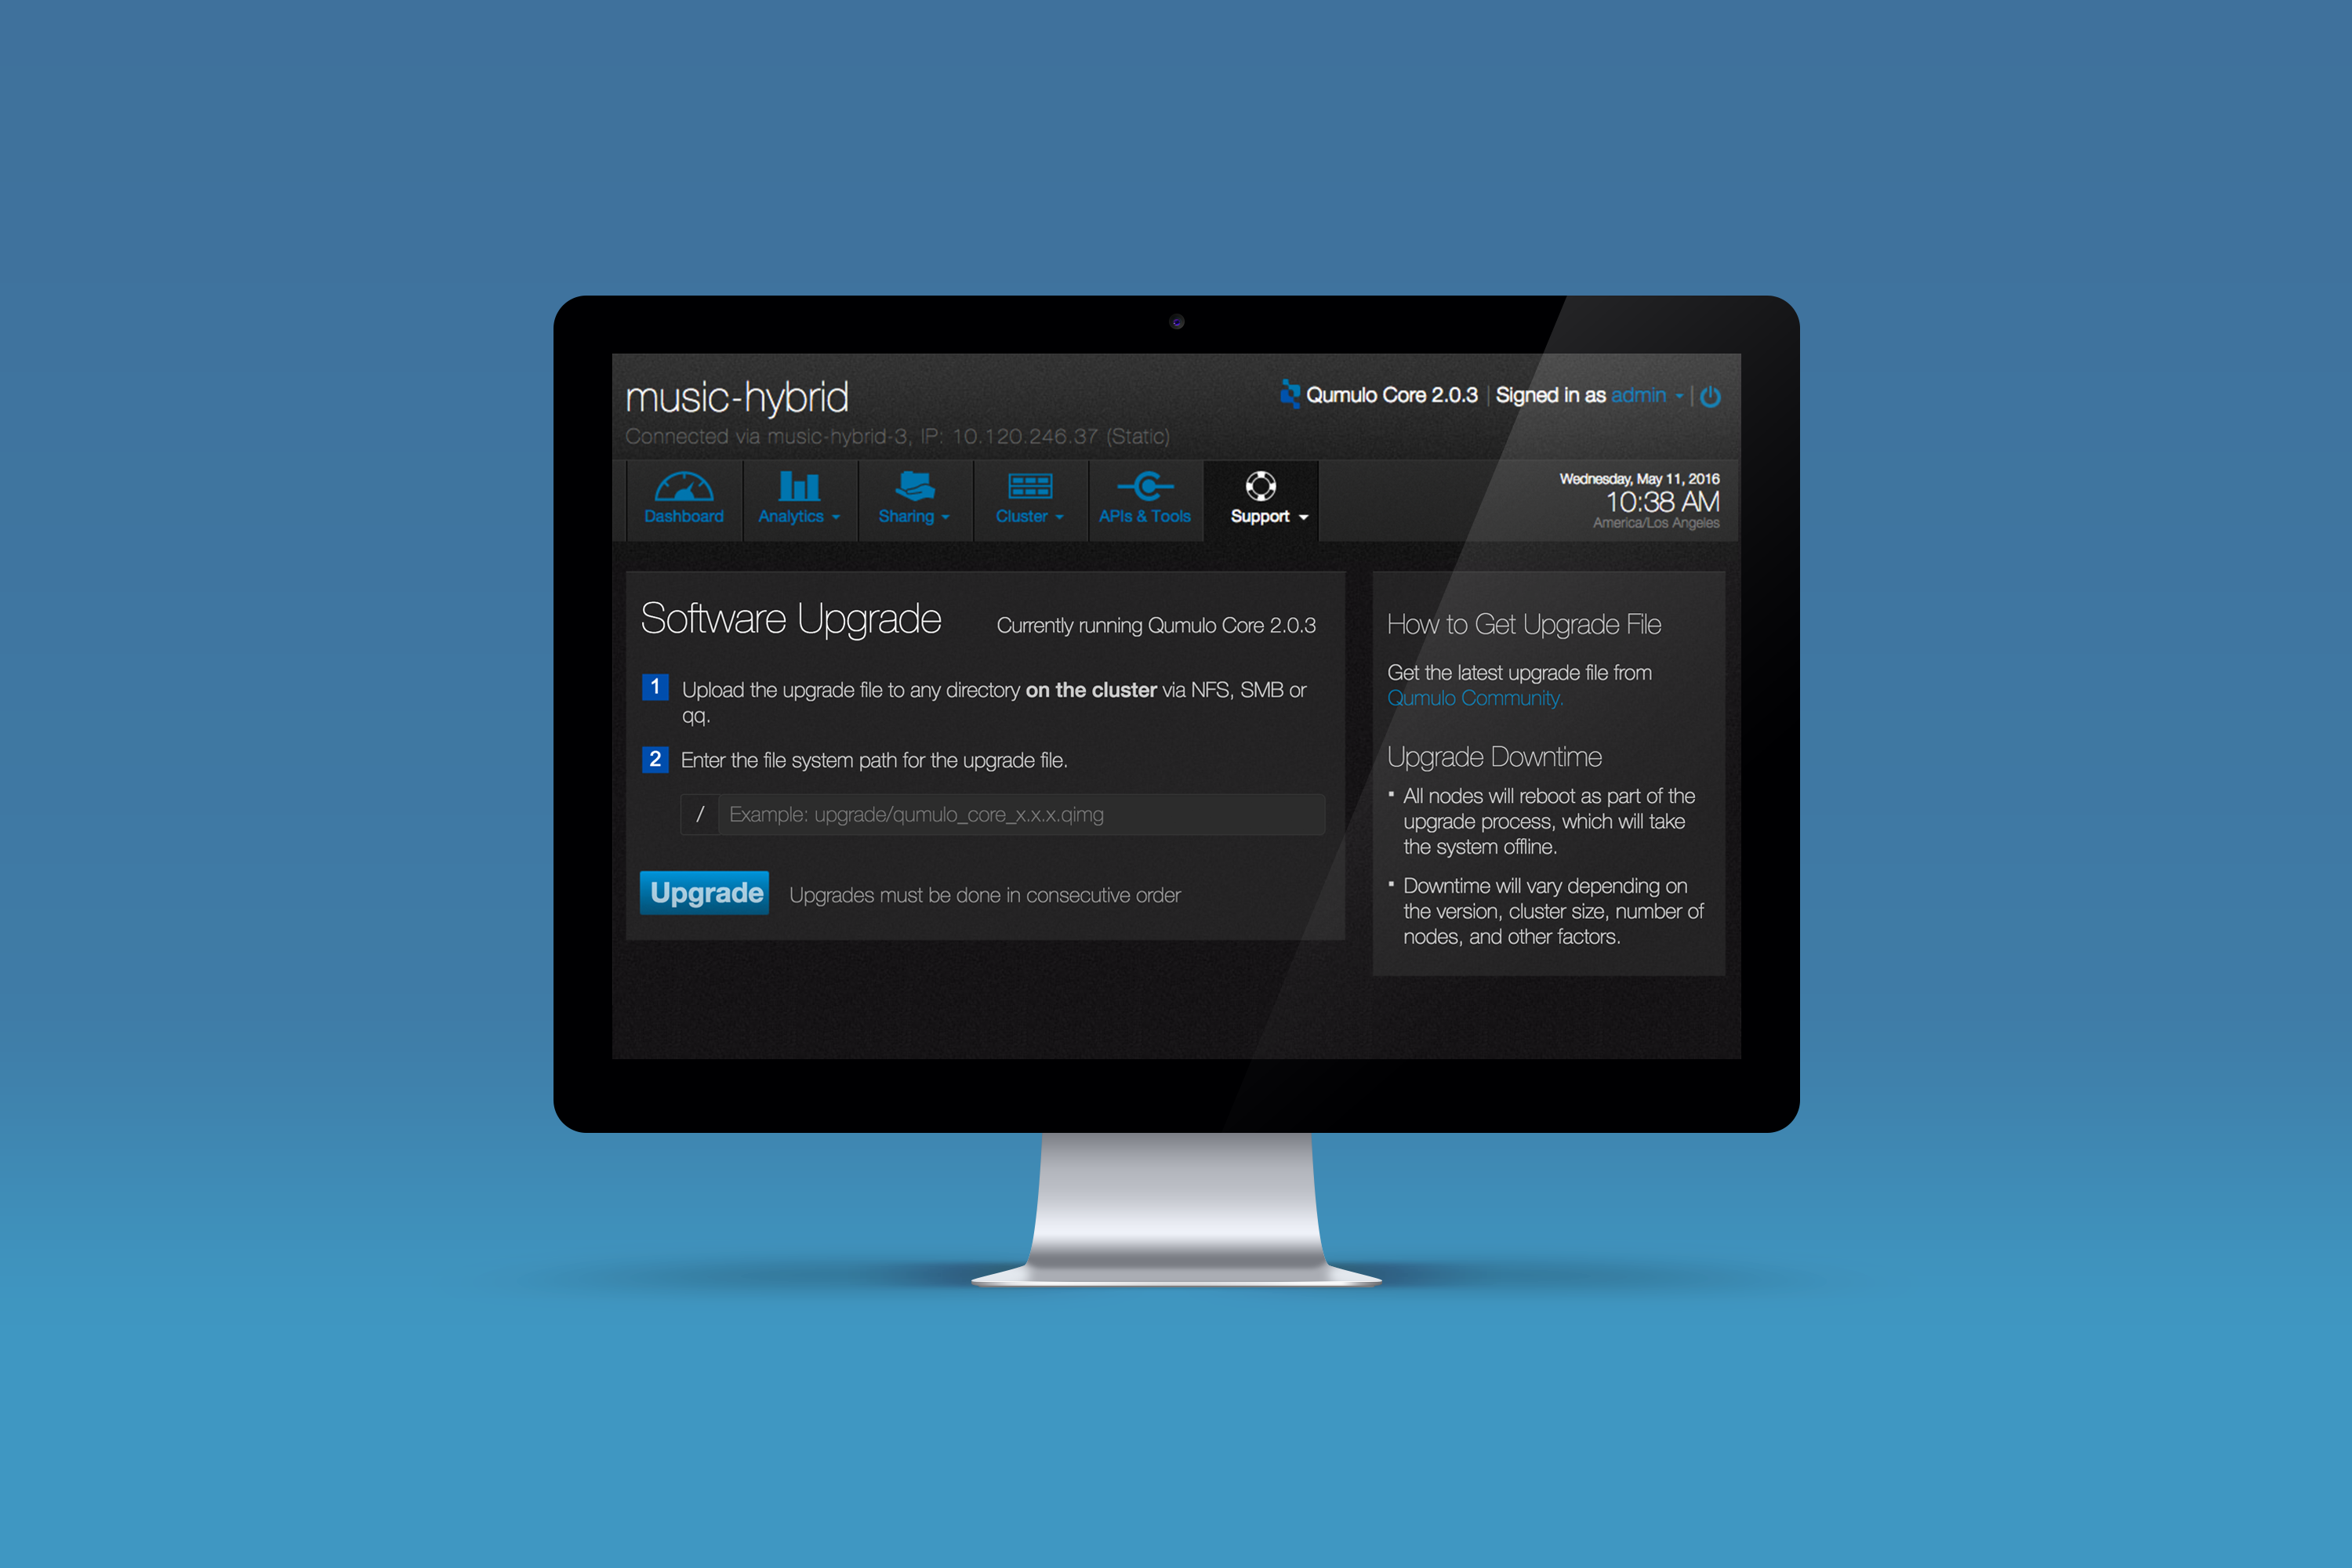 music-hybrid
Qumulo Core 2.0.3 | Signed in as admin
Connected via music-hybrid-3, IP: 10.120.246.37 (Static)
Dashboard
Analytics
Sharing
Cluster
APIs & Tools
Support
Wednesday, May 11, 2016
10:38 AM
America/Los Angeles
Software Upgrade
Currently running Qumulo Core 2.0.3
1 Upload the upgrade file to any directory on the cluster via NFS, SMB or
qq.
2 Enter the file system path for the upgrade file.
/ Example: upgrade/qumulo_core_x.x.x.qimg
Upgrade
Upgrades must be done in consecutive order
How to Get Upgrade File
Get the latest upgrade file from
Qumulo Community.
Upgrade Downtime
▪ All nodes will reboot as part of the
upgrade process, which will take
the system offline.
▪ Downtime will vary depending on
the version, cluster size, number of
nodes, and other factors.